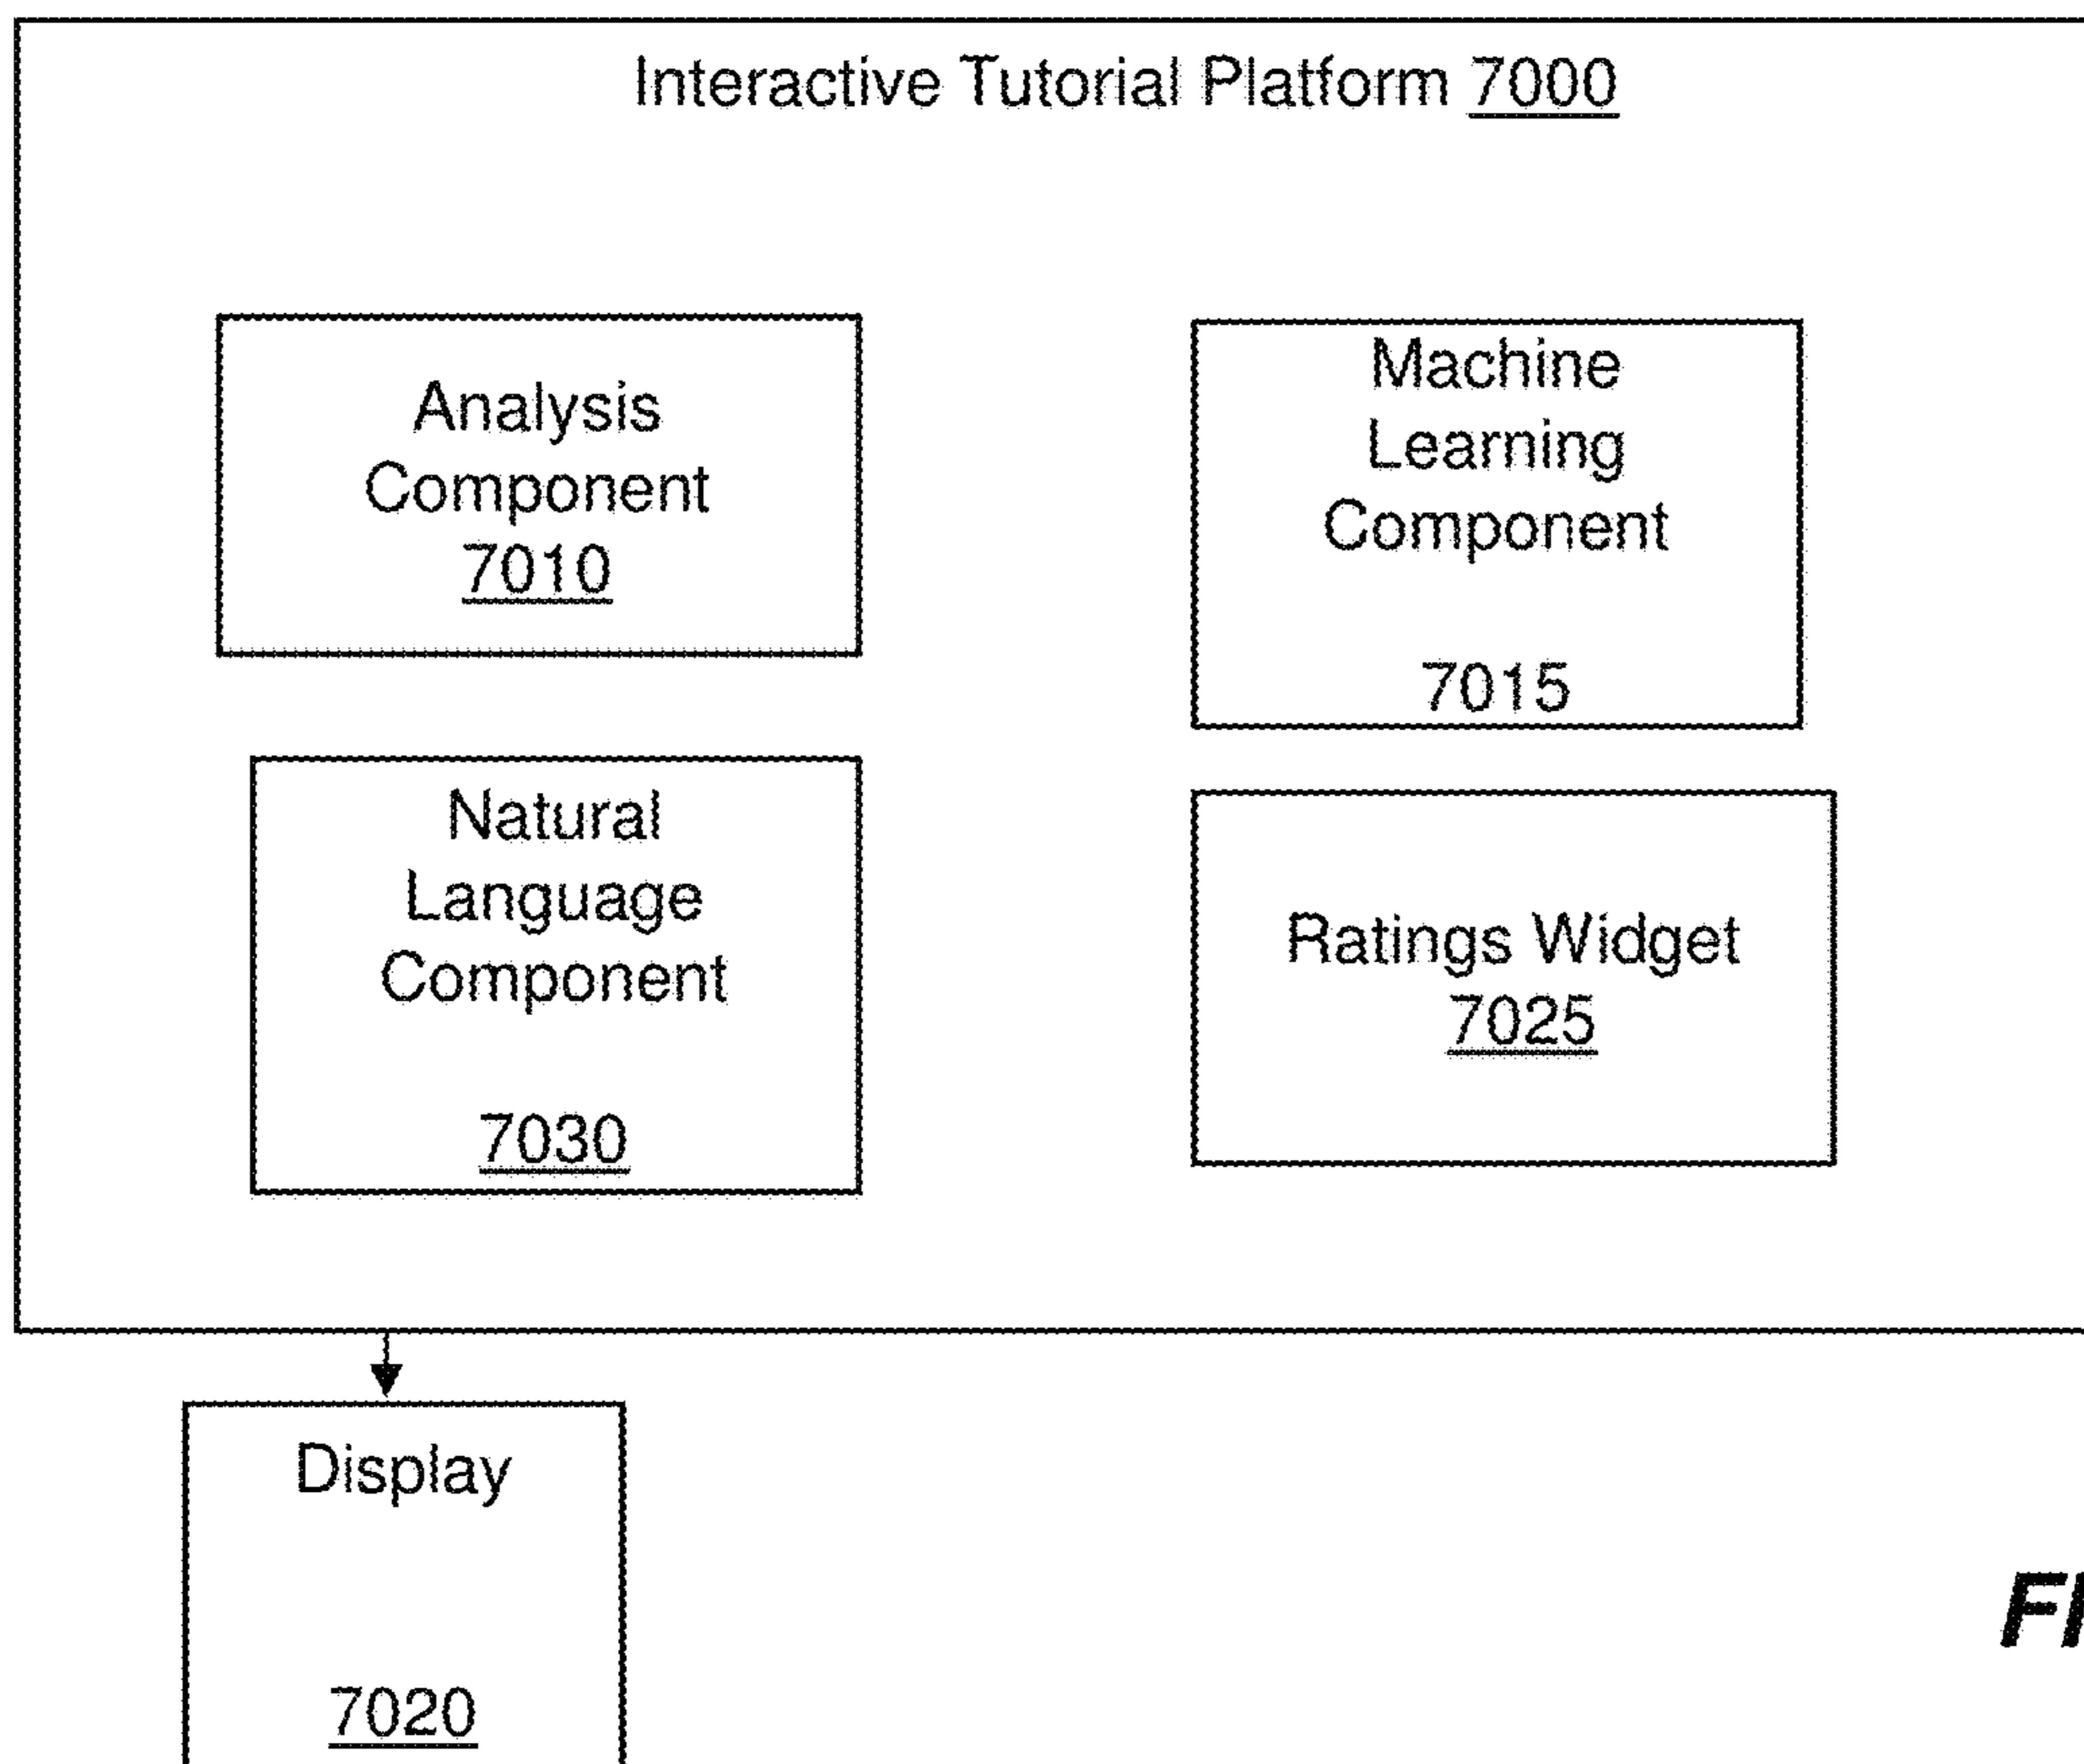 Interactive Tutorial Platform 7000
Analysis
Component
7010
Machine
Learning
Component
7015
Natural
Language
Component
7030
Ratings Widget
7025
Display
7020